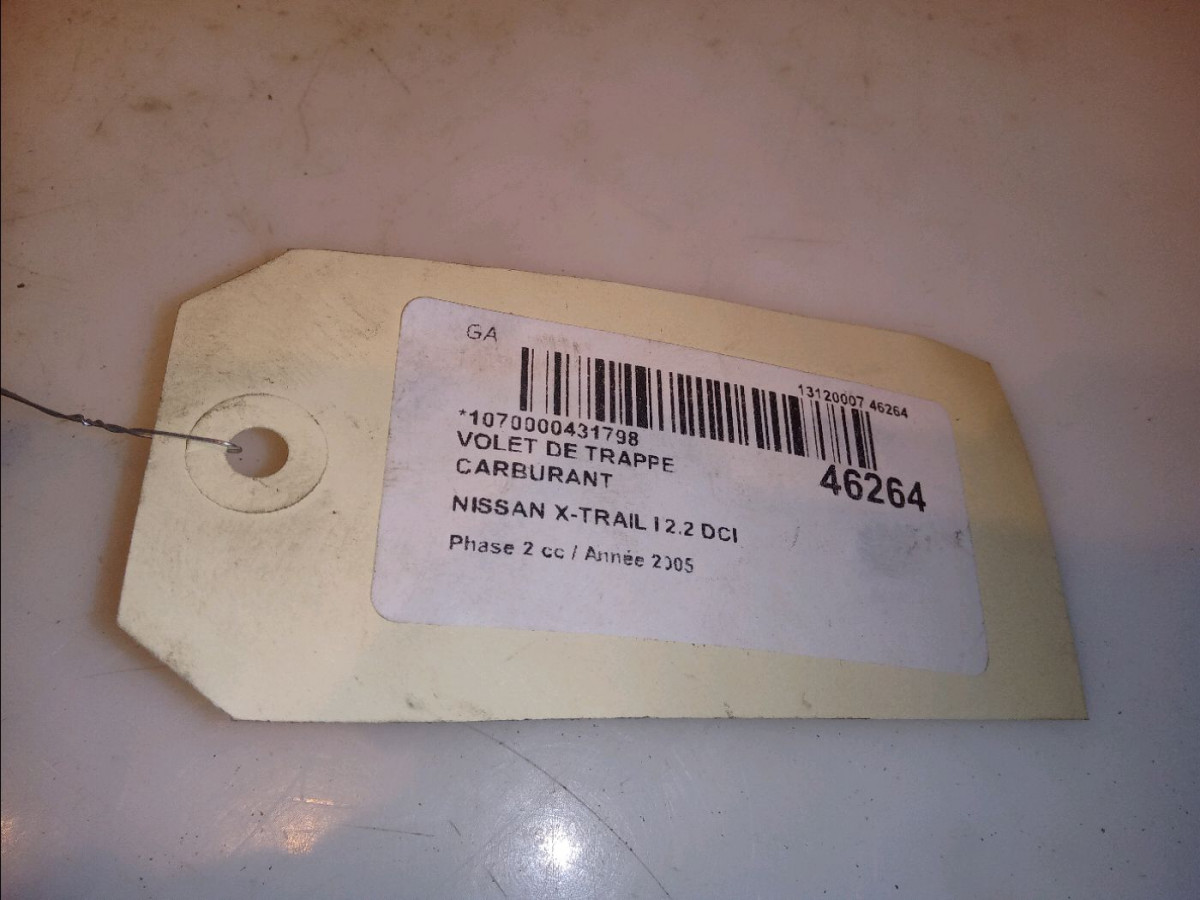 GA
13120007 46264
*1070000431798
46264
VOLET DE TRAPPE
CARBURANT
NISSAN X-TRAIL I 2.2 DCI
Phase 2 cc / Année 2005